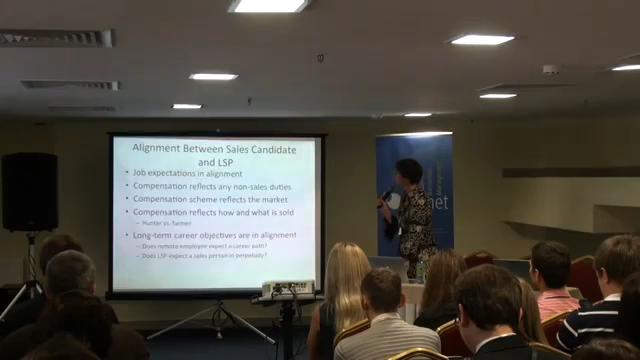 Alignment Between Sales Candidate
and LSP
• Job expectations in alignment
• Compensation reflects any non-sales duties
• Compensation scheme reflects the market
• Compensation reflects how and what is sold
– Hunter vs. farmer
• Long-term career objectives are in alignment
– Does remote employee expect a career path?
– Does LSP expect a sales person in perpetuity?
net